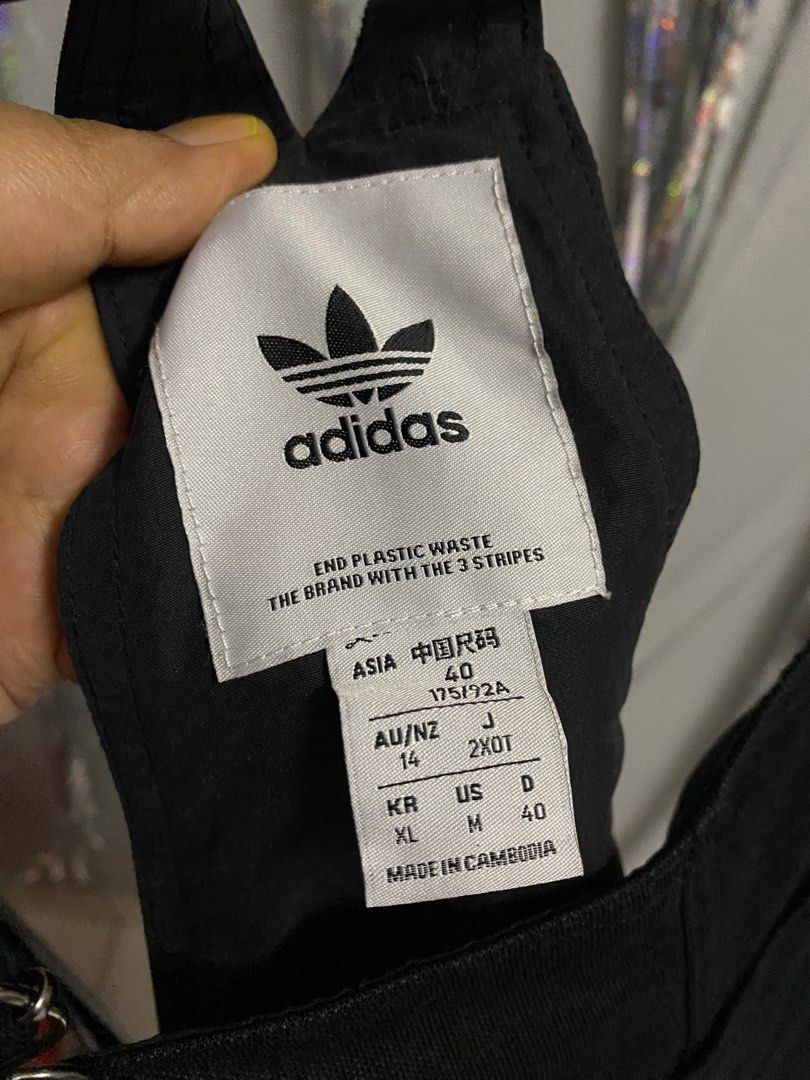 adidas
END PLASTIC WASTE
THE BRAND WITH THE 3 STRIPES
ASIA 中国尺码
40
175/92A
AU/NZ J
14 2XOT
KR US D
XL M 40
MADE IN CAMBODIA